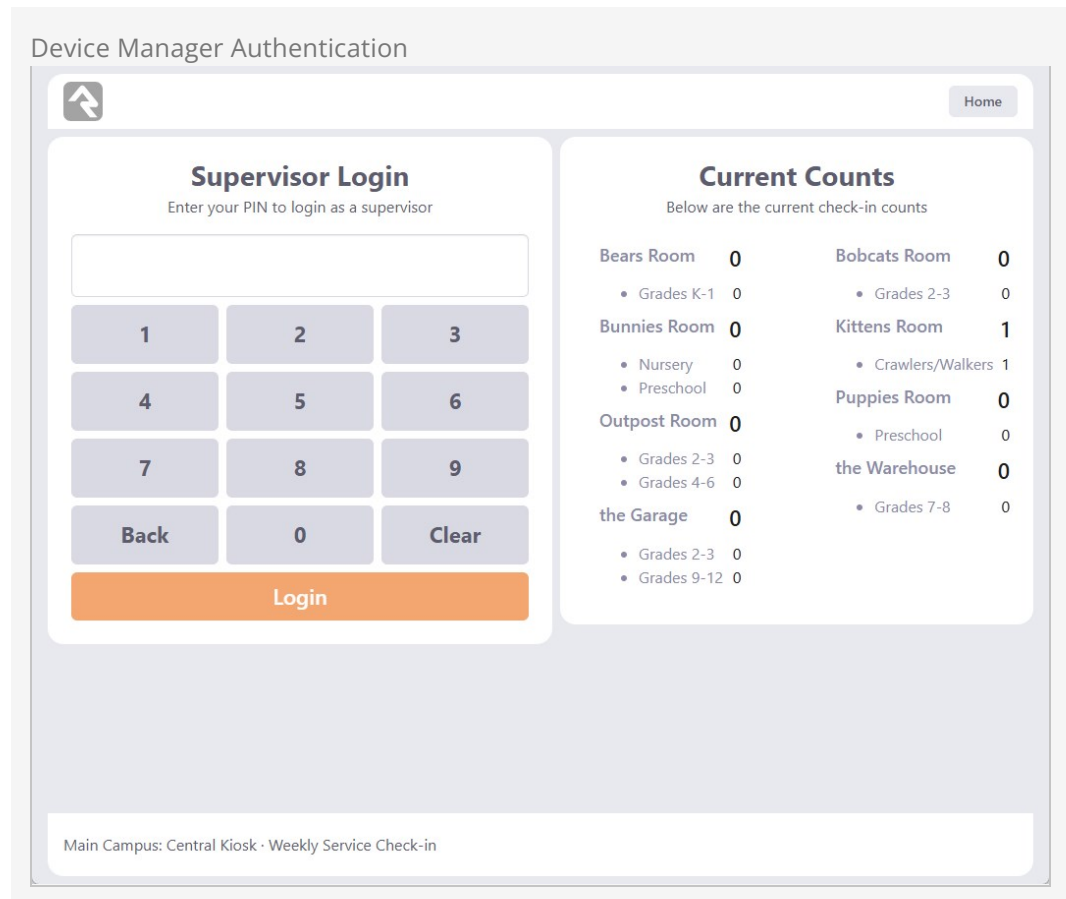 Device Manager Authentication
Home
Supervisor Login
Enter your PIN to login as a supervisor
1 2 3
4 5 6
7 8 9
Back 0 Clear
Login
Current Counts
Below are the current check-in counts
Bears Room 0
• Grades K-1 0
Bunnies Room 0
• Nursery 0
• Preschool 0
Outpost Room 0
• Grades 2-3 0
• Grades 4-6 0
the Garage 0
• Grades 2-3 0
• Grades 9-12 0
Bobcats Room 0
• Grades 2-3 0
Kittens Room 1
• Crawlers/Walkers 1
Puppies Room 0
• Preschool 0
the Warehouse 0
• Grades 7-8 0
Main Campus: Central Kiosk · Weekly Service Check-in